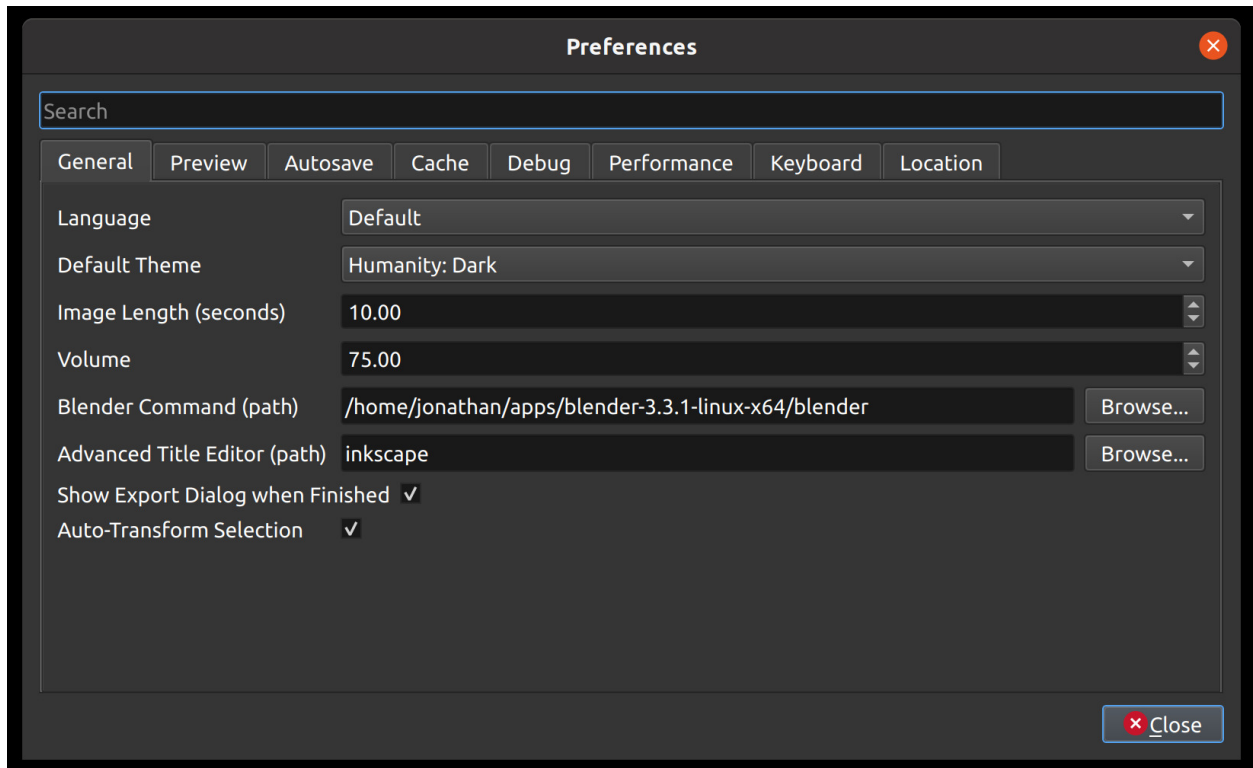 Preferences
Search
General Preview Autosave Cache Debug Performance Keyboard Location
Language Default
Default Theme Humanity: Dark
Image Length (seconds) 10.00
Volume 75.00
Blender Command (path) /home/jonathan/apps/blender-3.3.1-linux-x64/blender Browse...
Advanced Title Editor (path) inkscape Browse...
Show Export Dialog when Finished
Auto-Transform Selection
Close